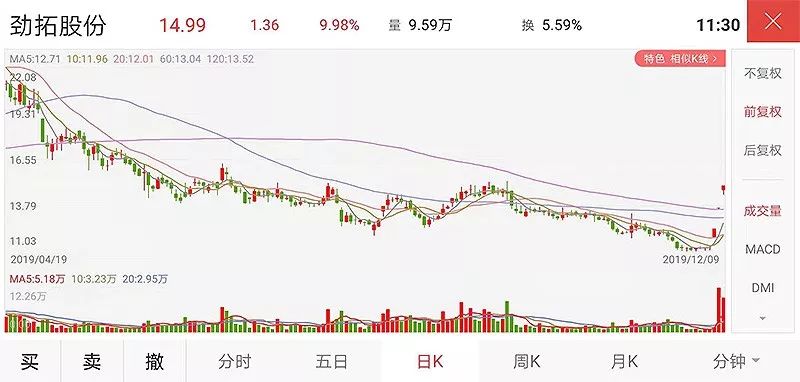 劲拓股份 14.99 1.36 9.98% 量 9.59万 换 5.59% 11:30
MA5:12.71 10:11.96 20:12.01 60:13.04 120:13.52
特色 相似K线
22.08
19.31
16.55
13.79
11.03
2019/04/19 2019/12/09
MA5:5.18万 10:3.23万 20:2.95万
12.26万
不复权
前复权
后复权
成交量
MACD
DMI
买 卖 撤 分时 五日 日K 周K 月K 分钟